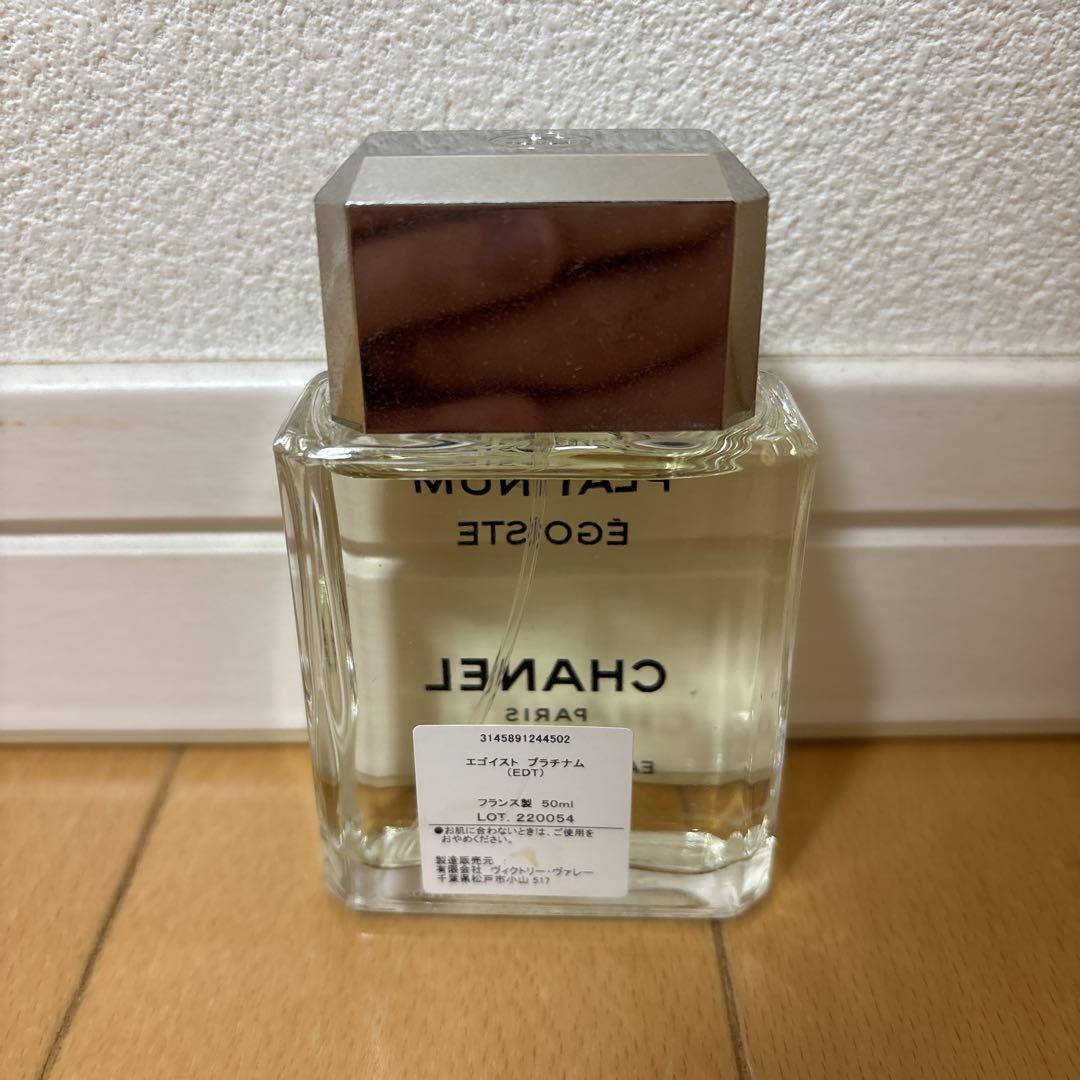 PLATINUM
ÉGOÏSTE
CHANEL
PARIS
EA
3145891244502
エゴイスト プラチナム
(EDT)
フランス製 50ml
LOT. 220054
●お肌に合わないときは、ご使用を
おやめください。
製造販売元 :
有限会社 ヴィクトリー・ヴァレー
千葉県松戸市小山 517